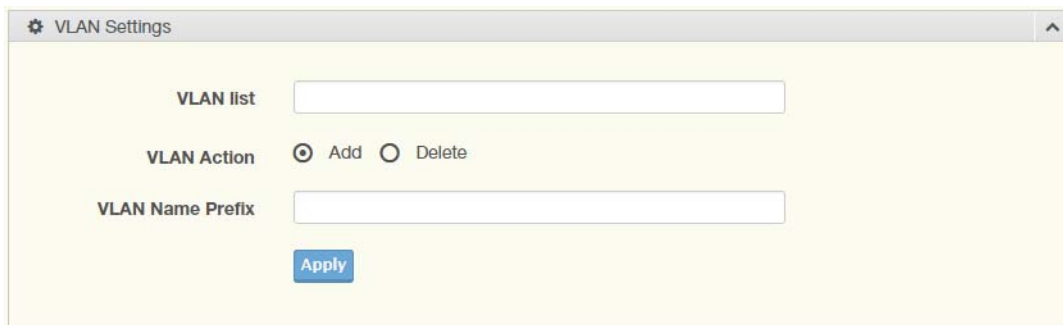 VLAN Settings
VLAN list
VLAN Action Add Delete
VLAN Name Prefix
Apply